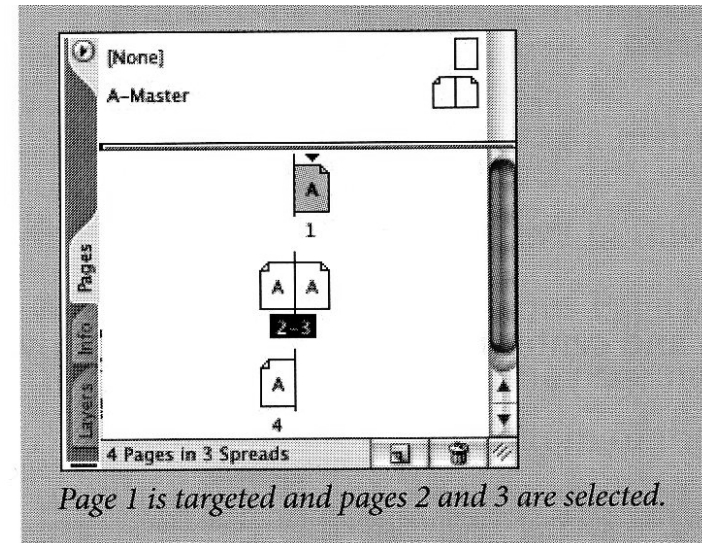 [None]
A-Master
A
1
A A
2-3
A
4
Pages
Info
Layers
4 Pages in 3 Spreads
Page 1 is targeted and pages 2 and 3 are selected.